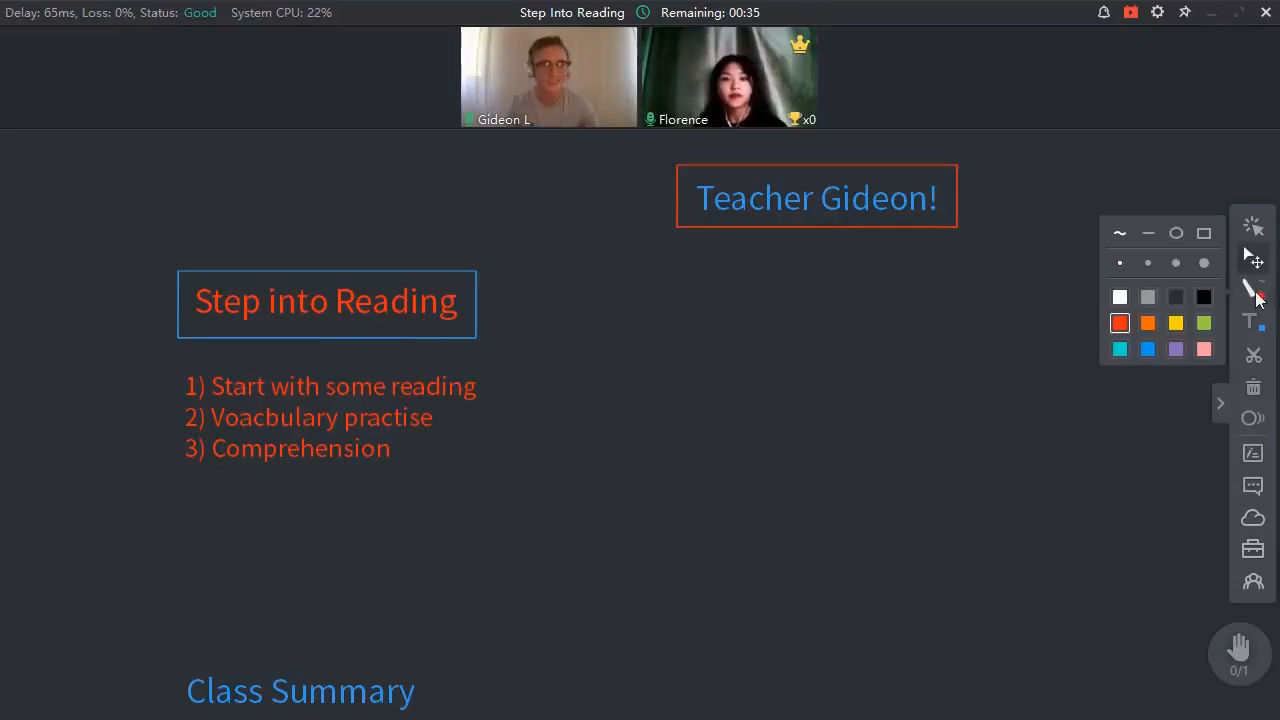 Delay: 65ms, Loss: 0%, Status: Good System CPU: 22%
Step Into Reading Remaining: 00:35
Gideon L
Florence
x0
Teacher Gideon!
Step into Reading
1) Start with some reading
2) Voacbulary practise
3) Comprehension
T
0/1
Class Summary